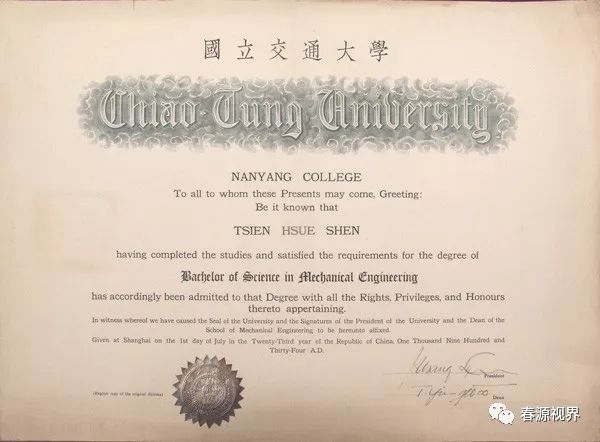 國立交通大學
Chiao-Tung University
NANYANG COLLEGE
To all to whom these Presents may come, Greeting:
Be it known that
TSIEN HSUE SHEN
having completed the studies and satisfied the requirements for the degree of
Bachelor of Science in Mechanical Engineering
has accordingly been admitted to that Degree with all the Rights, Privileges, and Honours
thereto appertaining.
In witness whereof we have caused the Seal of the University and the Signatures of the President of the University and the Dean of the
School of Mechanical Engineering to be hereunto affixed.
Given at Shanghai on the 1st day of July in the Twenty-Third year of the Republic of China, One Thousand Nine Hundred and
Thirty-Four A.D.
President
(Replace copy of the original diploma)
Dean
春源视界